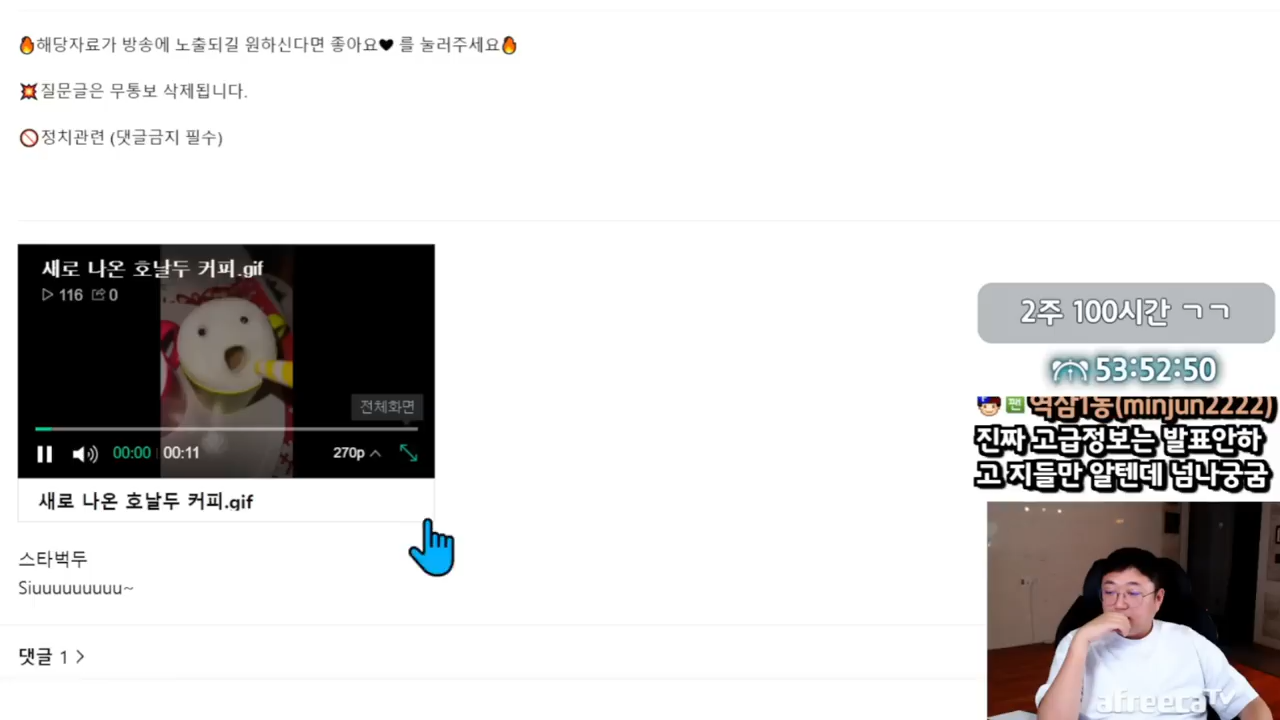 🔥해당자료가 방송에 노출되길 원하신다면 좋아요🖤 를 눌러주세요🔥
💥질문글은 무통보 삭제됩니다.
🚫정치관련 (댓글금지 필수)
새로 나온 호날두 커피.gif
116 0
전체화면
00:00 00:11
270p
새로 나온 호날두 커피.gif
스타벅두
Siuuuuuuuuu~
댓글 1 >
2주 100시간 ㄱㄱ
53:52:50
팬 역삼1동(minjun2222)
진짜 고급정보는 발표안하
고 지들만 알텐데 넘나궁굼
afreecaTV